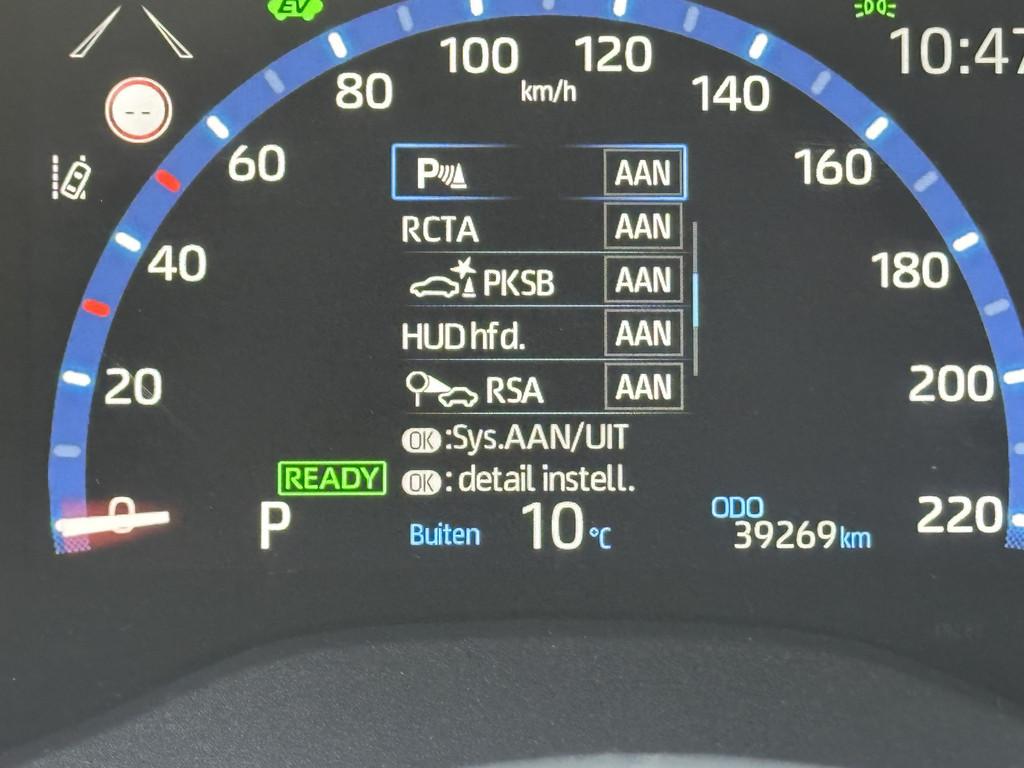 EV
10:47
100 120
80 km/h 140
60 160
P AAN
RCTA AAN
40 180
PKSB AAN
HUD hfd. AAN
20 200
RSA AAN
OK :Sys.AAN/UIT
READY
OK : detail instell.
0 P 220
Buiten 10 °C
ODO
39269 km